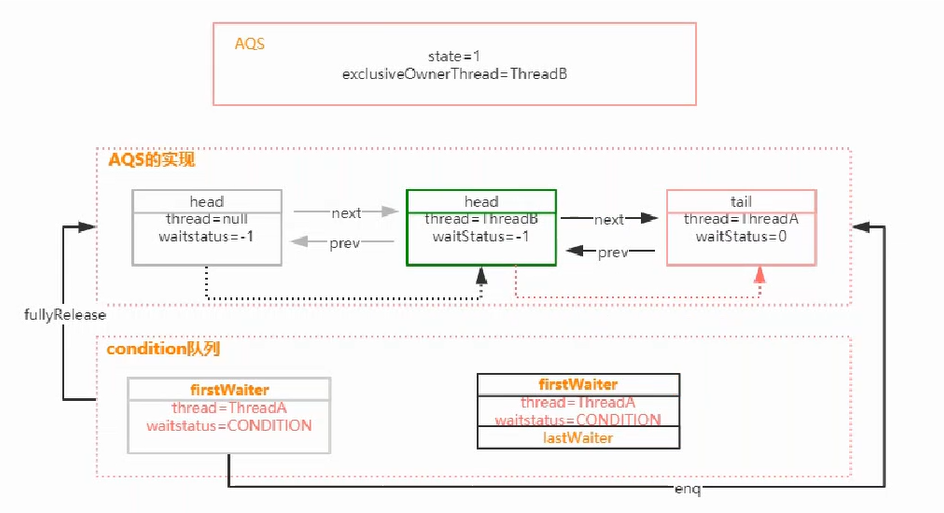 AQS
state=1
exclusiveOwnerThread=ThreadB
AQS的实现
head
thread=null
waitstatus=-1
next
prev
head
thread=ThreadB
waitStatus=-1
next
prev
tail
thread=ThreadA
waitStatus=0
fullyRelease
condition队列
firstWaiter
thread=ThreadA
waitstatus=CONDITION
firstWaiter
thread=ThreadA
waitstatus=CONDITION
lastWaiter
enq